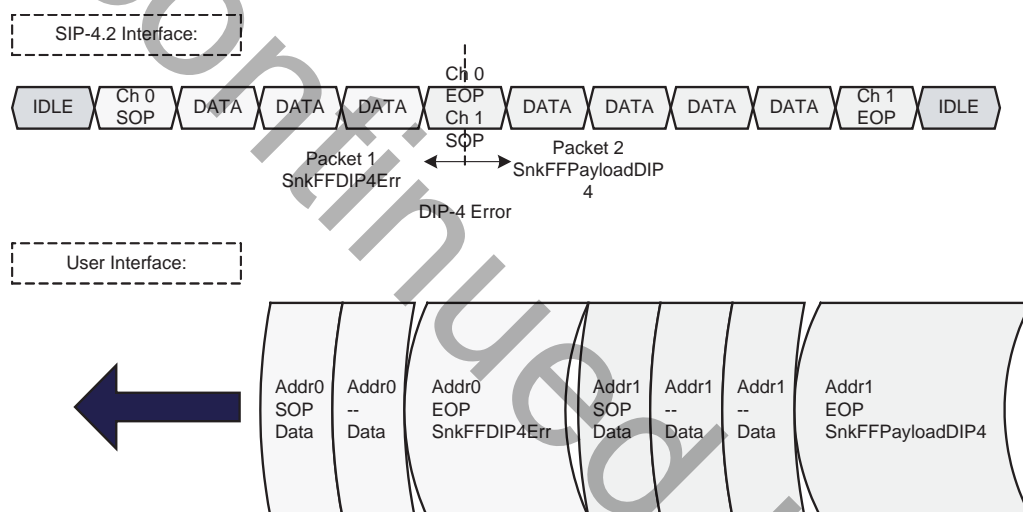 SIP-4.2 Interface:
IDLE
Ch 0
SOP
DATA
DATA
DATA
Ch 0
EOP
Ch 1
SOP
DATA
DATA
DATA
DATA
Ch 1
EOP
IDLE
Packet 1
SnkFFDIP4Err
Packet 2
SnkFFPayloadDIP
4
DIP-4 Error
User Interface:
Addr0
SOP
Data
Addr0
--
Data
Addr0
EOP
SnkFFDIP4Err
Addr1
SOP
Data
Addr1
--
Data
Addr1
--
Data
Addr1
EOP
SnkFFPayloadDIP4
ontinued